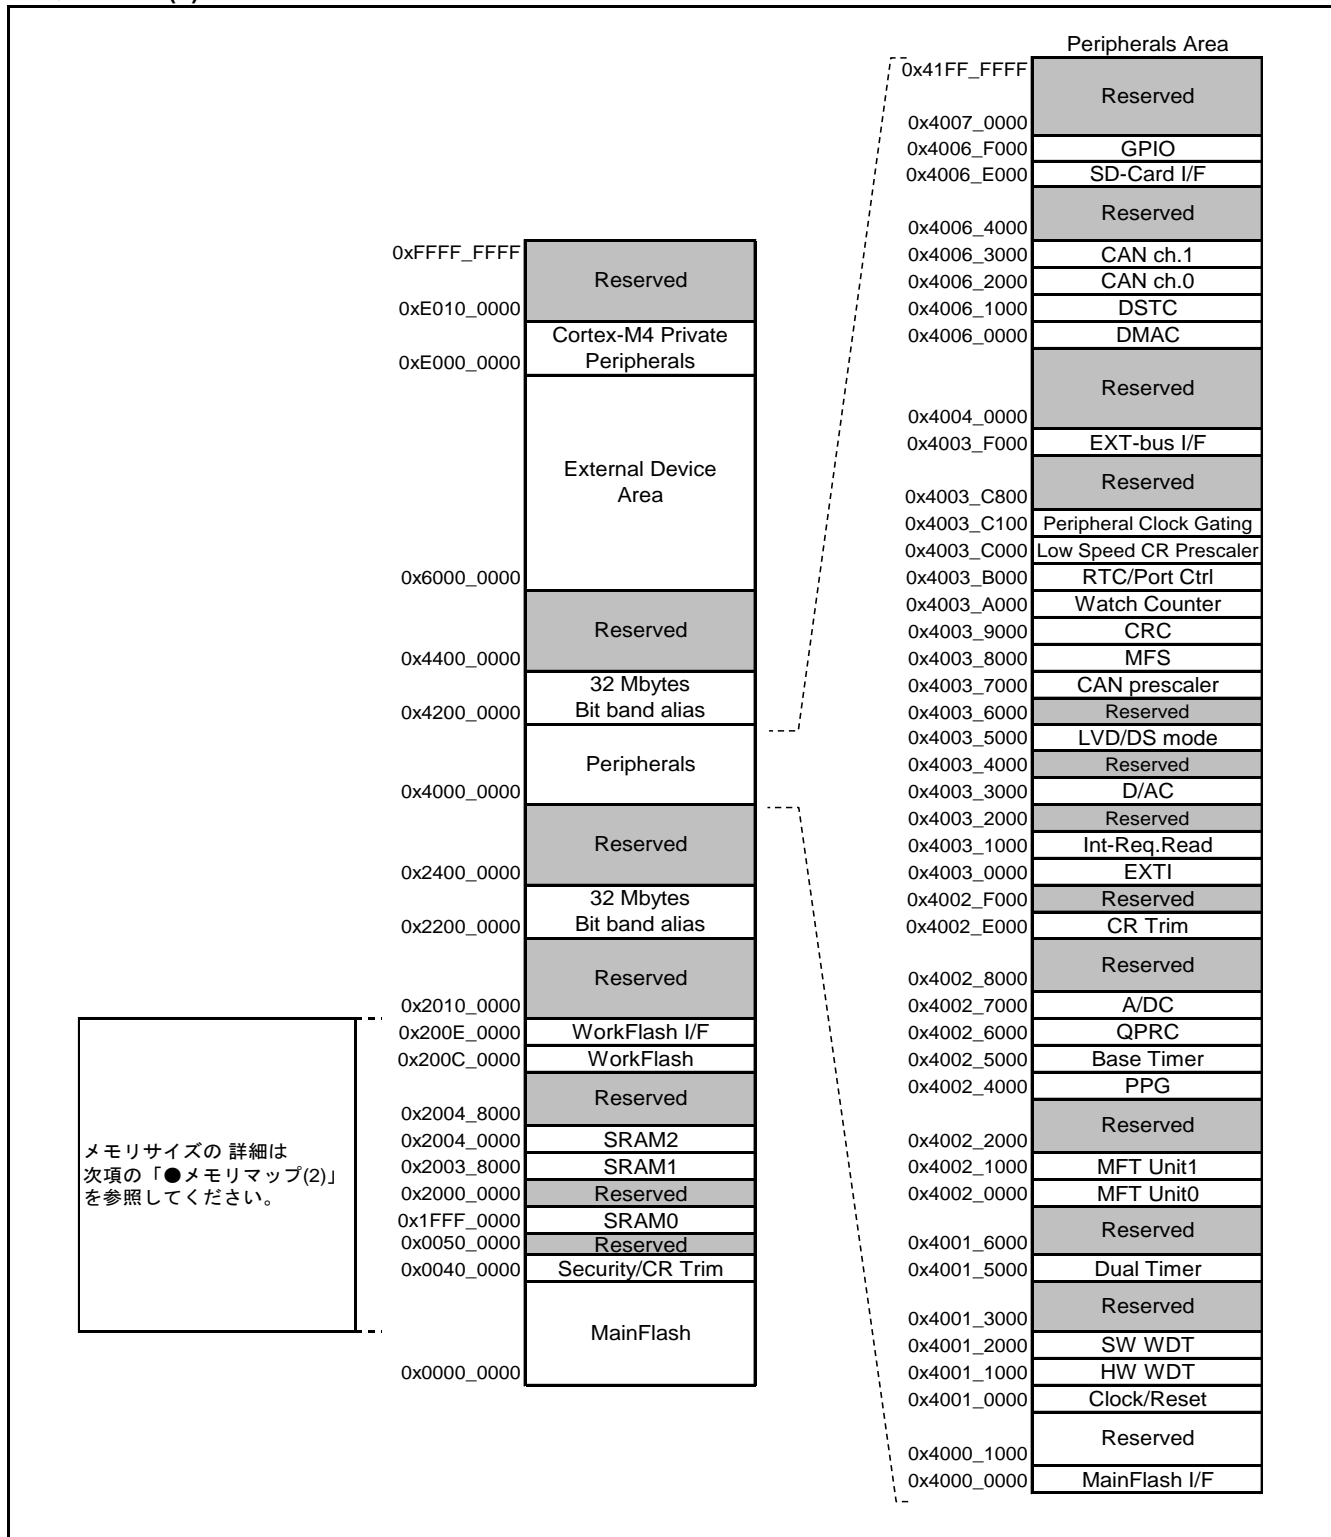 Peripherals Area
0x41FF_FFFF
Reserved
0x4007_0000
0x4006_F000 GPIO
0x4006_E000 SD-Card I/F
Reserved
0x4006_4000
0x4006_3000 CAN ch.1
0x4006_2000 CAN ch.0
0x4006_1000 DSTC
0x4006_0000 DMAC
Reserved
0x4004_0000
0x4003_F000 EXT-bus I/F
Reserved
0x4003_C800
0x4003_C100 Peripheral Clock Gating
0x4003_C000 Low Speed CR Prescaler
0x4003_B000 RTC/Port Ctrl
0x4003_A000 Watch Counter
0x4003_9000 CRC
0x4003_8000 MFS
0x4003_7000 CAN prescaler
0x4003_6000 Reserved
0x4003_5000 LVD/DS mode
0x4003_4000 Reserved
0x4003_3000 D/AC
0x4003_2000 Reserved
0x4003_1000 Int-Req.Read
0x4003_0000 EXTI
0x4002_F000 Reserved
0x4002_E000 CR Trim
Reserved
0x4002_8000
0x4002_7000 A/DC
0x4002_6000 QPRC
0x4002_5000 Base Timer
0x4002_4000 PPG
Reserved
0x4002_2000
0x4002_1000 MFT Unit1
0x4002_0000 MFT Unit0
Reserved
0x4001_6000
0x4001_5000 Dual Timer
Reserved
0x4001_3000
0x4001_2000 SW WDT
0x4001_1000 HW WDT
0x4001_0000 Clock/Reset
Reserved
0x4000_1000
0x4000_0000 MainFlash I/F
0xFFFF_FFFF
Reserved
0xE010_0000
Cortex-M4 Private
0xE000_0000 Peripherals
External Device
Area
0x6000_0000
Reserved
0x4400_0000
32 Mbytes
0x4200_0000 Bit band alias
Peripherals
0x4000_0000
Reserved
0x2400_0000
32 Mbytes
0x2200_0000 Bit band alias
Reserved
0x2010_0000
0x200E_0000 WorkFlash I/F
0x200C_0000 WorkFlash
Reserved
0x2004_8000
0x2004_0000 SRAM2
0x2003_8000 SRAM1
0x2000_0000 Reserved
0x1FFF_0000 SRAM0
0x0050_0000 Reserved
0x0040_0000 Security/CR Trim
MainFlash
0x0000_0000
メモリサイズの 詳細は
次項の「●メモリマップ(2)」
を参照してください。